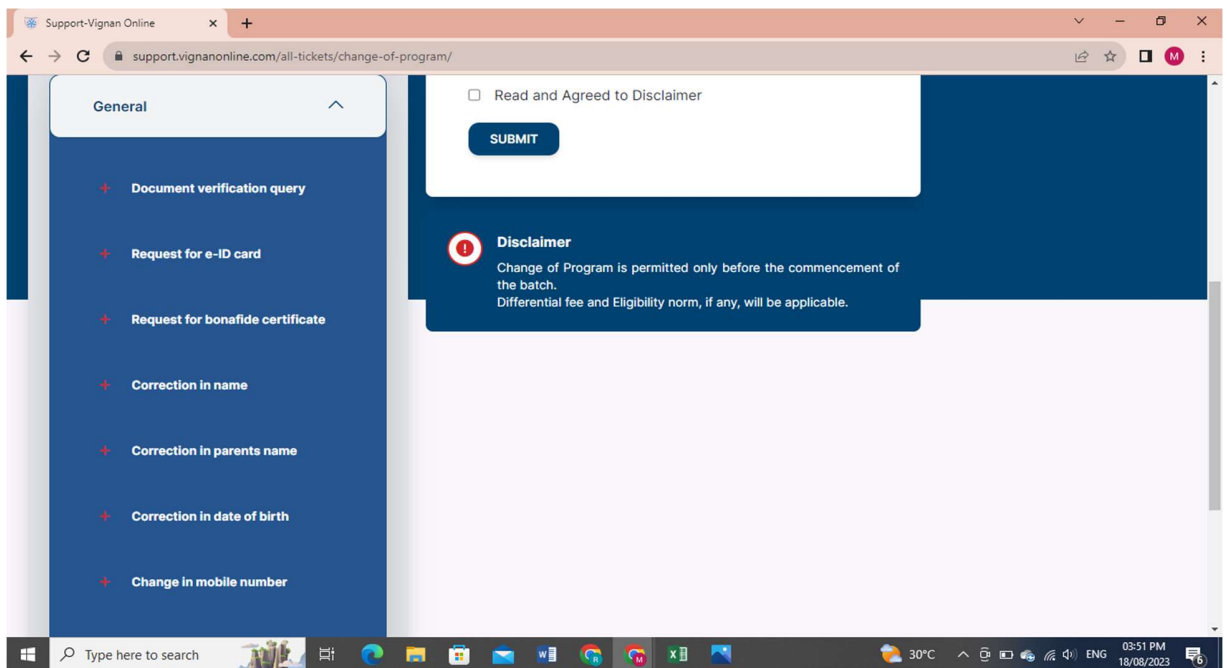 Support-Vignan Online
support.vignanonline.com/all-tickets/change-of-program/
M
General
Document verification query
Request for e-ID card
Request for bonafide certificate
Correction in name
Correction in parents name
Correction in date of birth
Change in mobile number
Read and Agreed to Disclaimer
SUBMIT
Disclaimer
Change of Program is permitted only before the commencement of
the batch.
Differential fee and Eligibility norm, if any, will be applicable.
Type here to search
30°C
ENG
03:51 PM
18/08/2023
6